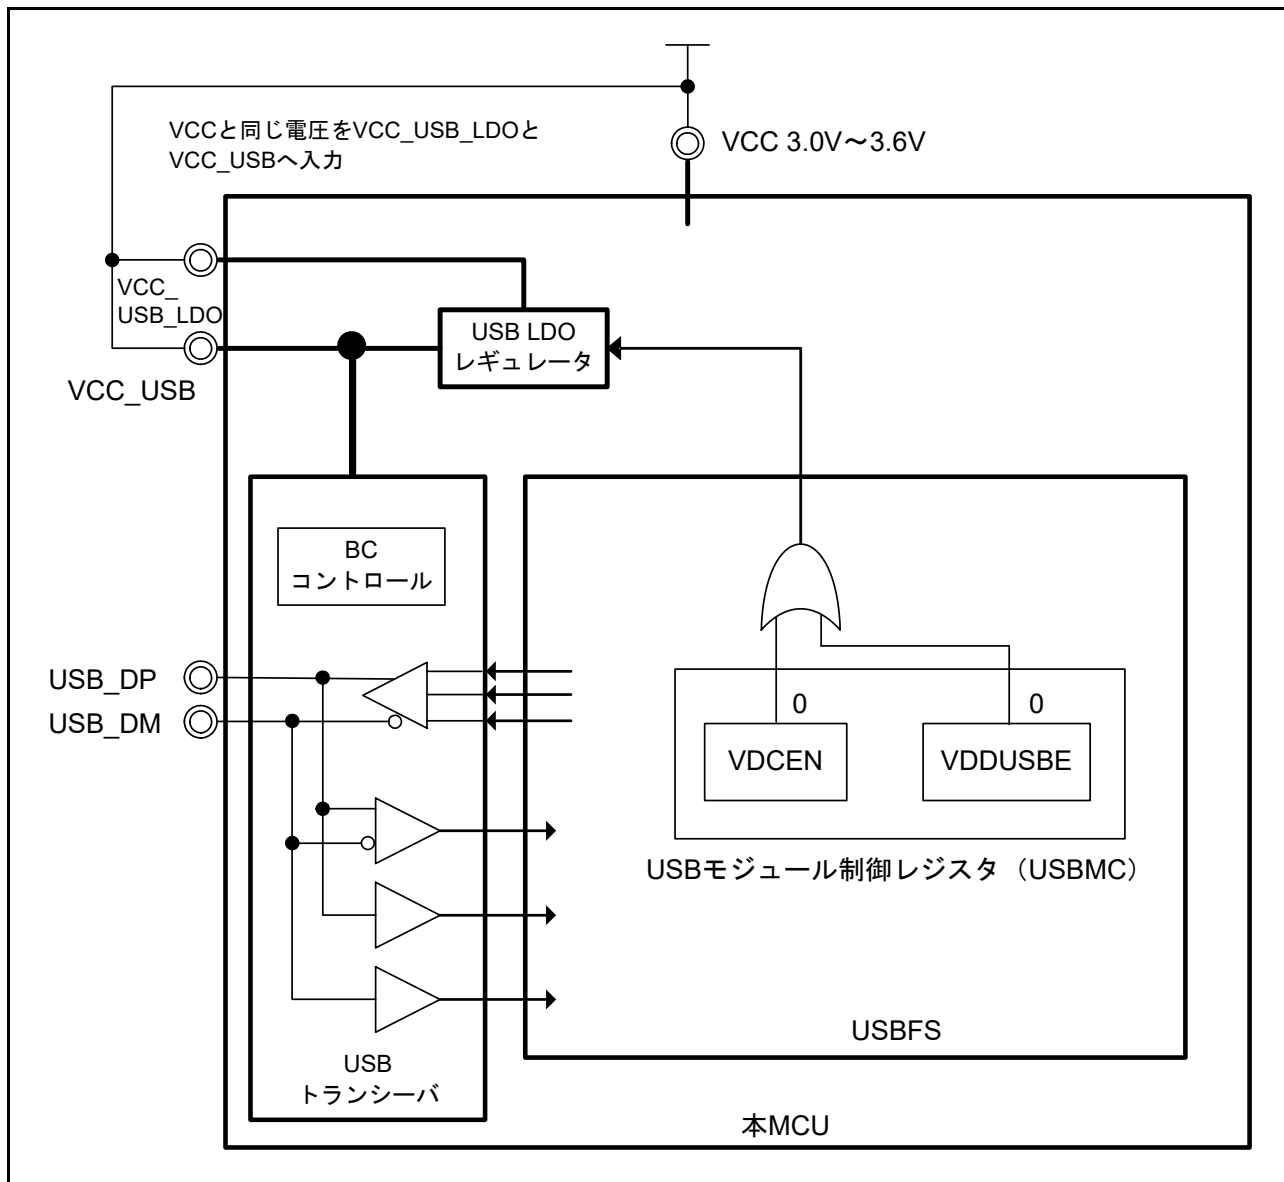 VCCと同じ電圧をVCC_USB_LDOと
VCC_USBへ入力
VCC 3.0V～3.6V
VCC_
USB_LDO
USB LDO
レギュレータ
VCC_USB
BC
コントロール
USB_DP
USB_DM
0
0
VDCEN
VDDUSBE
USBモジュール制御レジスタ（USBMC）
USBFS
USB
トランシーバ
本MCU